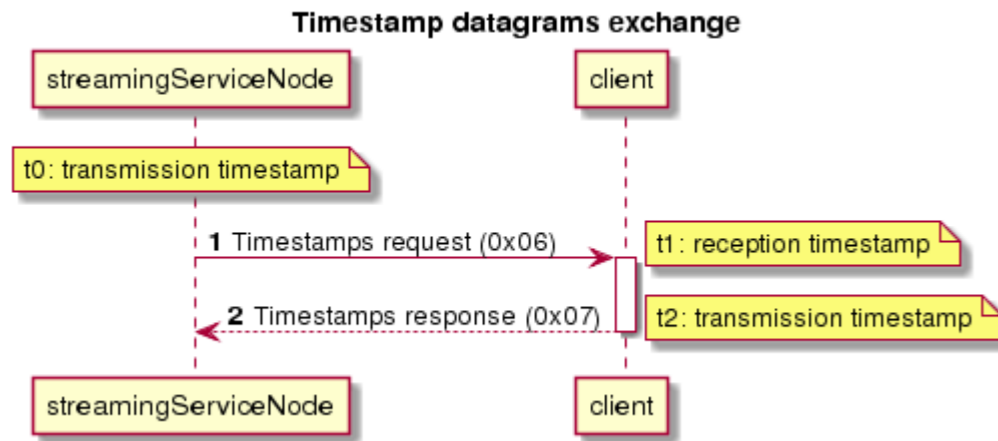 Timestamp datagrams exchange
streamingServiceNode
client
t0: transmission timestamp
1 Timestamps request (0x06)
t1: reception timestamp
2 Timestamps response (0x07)
t2: transmission timestamp
streamingServiceNode
client